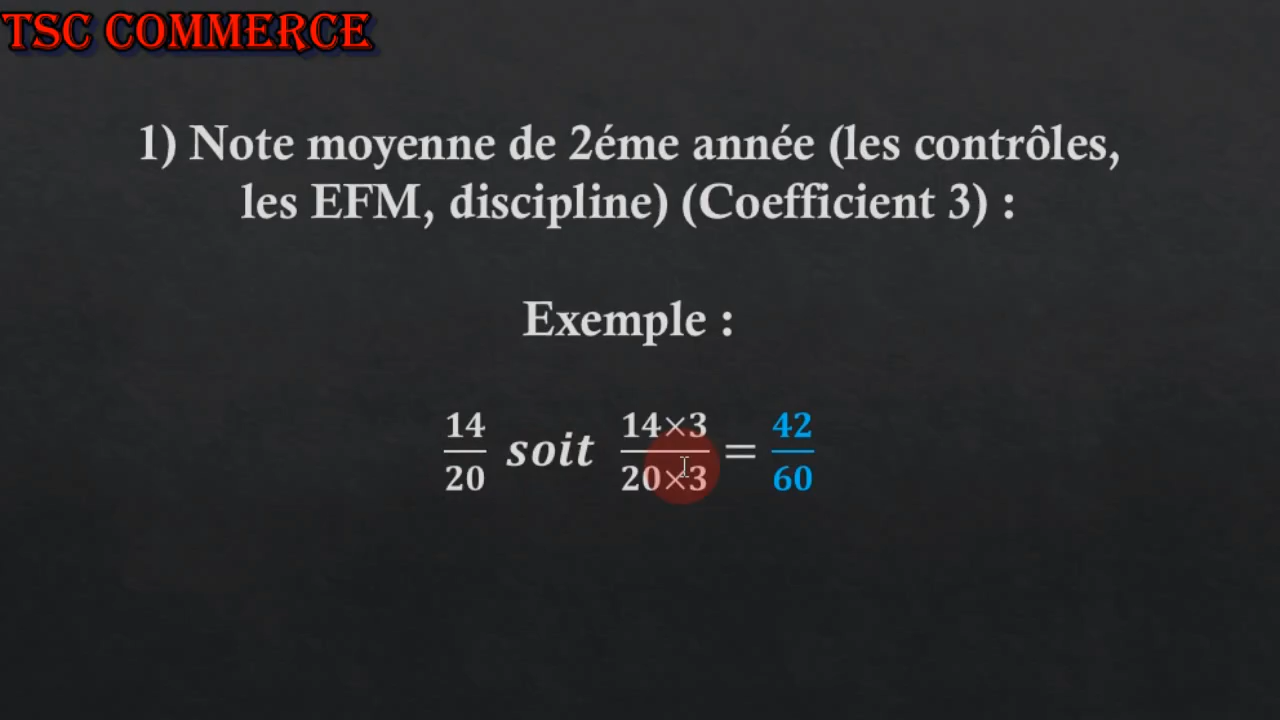 TSC COMMERCE
1) Note moyenne de 2éme année (les contrôles,
les EFM, discipline) (Coefficient 3) :
Exemple :
14/20 soit 14×3/20×3 = 42/60